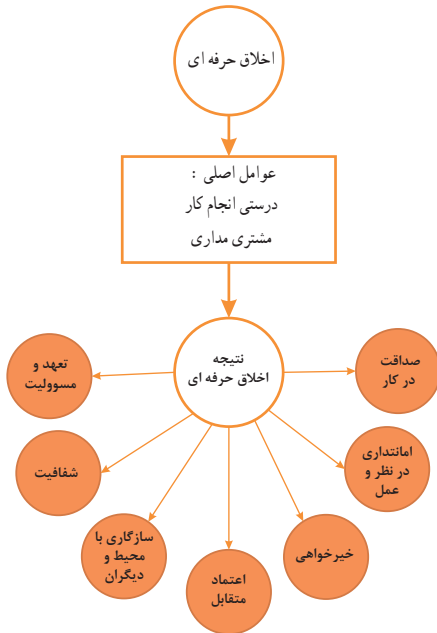 اخلاق حرفه ای
عوامل اصلی :
درستی انجام کار
مشتری مداری
نتیجه
اخلاق حرفه ای
صداقت
در کار
امانتداری
در نظر و
عمل
خیرخواهی
اعتماد
متقابل
سازگاری با
محیط و
دیگران
شفافیت
تعهد و
مسوولیت